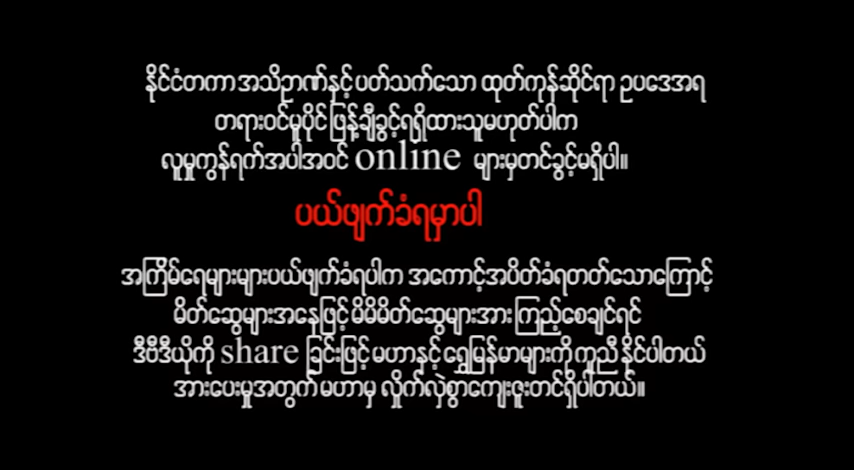 နိုင်ငံတကာ အသိဉာဏ်နှင့် ပတ်သက်သော ထုတ်ကုန်ဆိုင်ရာ ဥပဒေအရ
တရားဝင်မူပိုင် ဖြန့်ချီခွင့်ရရှိထားသူမဟုတ်ပါက
လူမှုကွန်ရက်အပါအဝင် online များမှတင်ခွင့်မရှိပါ။
ပယ်ဖျက်ခံရမှာပါ
အကြိမ်ရေများများပယ်ဖျက်ခံရပါက အကောင့်အပိတ်ခံရတတ်သောကြောင့်
မိတ်ဆွေများအနေဖြင့် မိမိမိတ်ဆွေများအား ကြည့်စေချင်ရင်
ဒီဗီဒီယိုကို share ခြင်းဖြင့် မဟာနှင့် ရွှေမြန်မာများကို ကူညီ နိုင်ပါတယ်
အားပေးမှုအတွက် မဟာမှ လှိုက်လှဲစွာကျေးဇူးတင်ရှိပါတယ်။